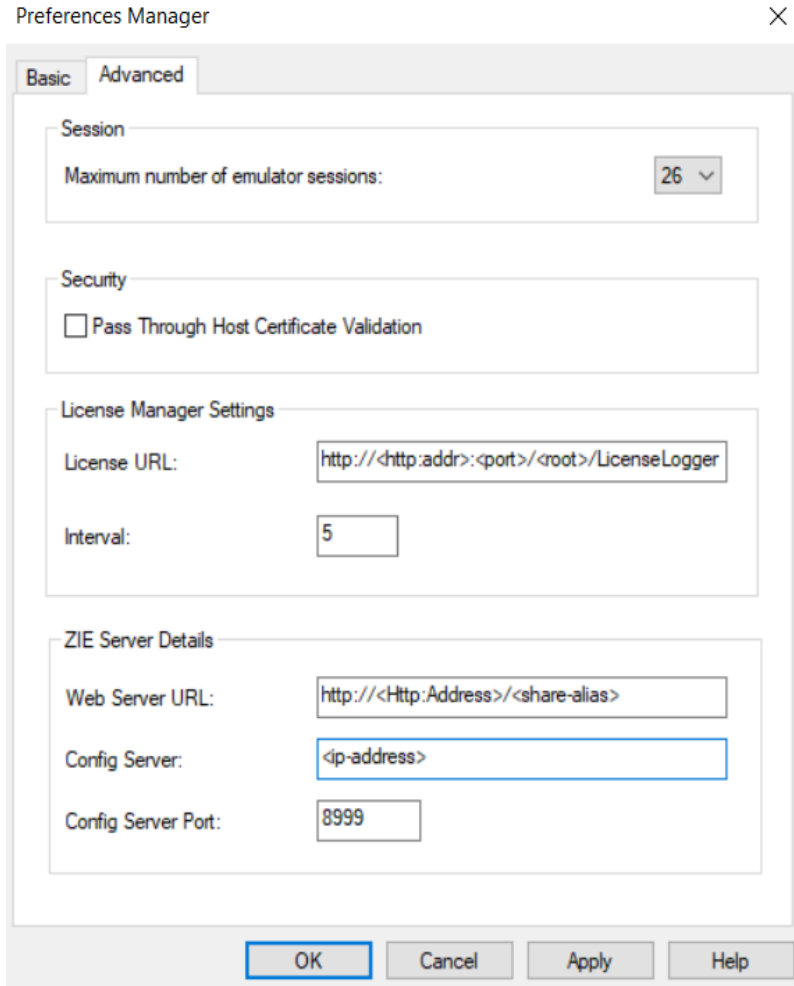 Preferences Manager
Basic Advanced
Session
Maximum number of emulator sessions: 26
Security
Pass Through Host Certificate Validation
License Manager Settings
License URL: http://<http:addr>:<port>/<root>/LicenseLogger
Interval: 5
ZIE Server Details
Web Server URL: http://<Http:Address>/<share-alias>
Config Server: <ip-address>
Config Server Port: 8999
OK Cancel Apply Help